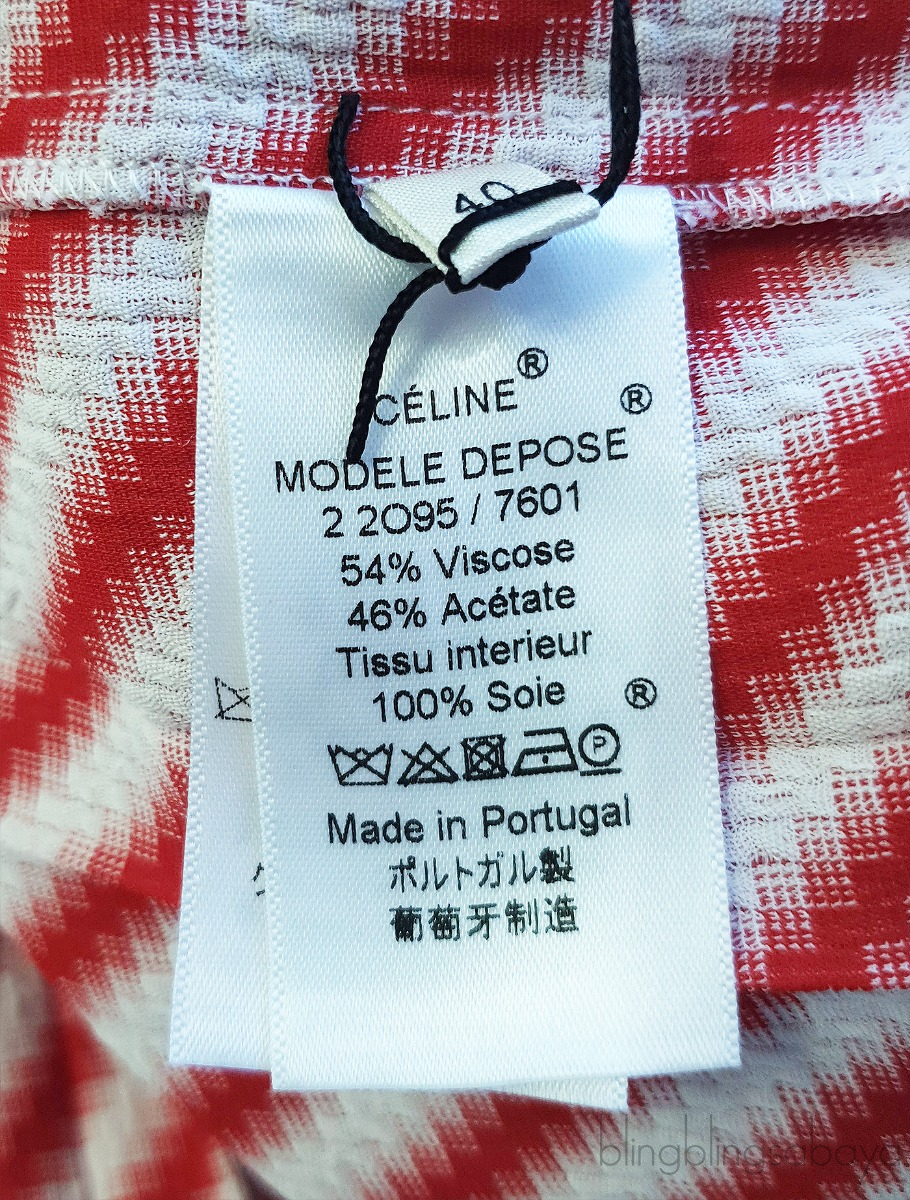 40
CÉLINE®
MODELE DEPOSE®
2 2O95 / 7601
54% Viscose
46% Acétate
Tissu interieur
100% Soie ®
P
Made in Portugal
ポルトガル製
葡萄牙制造